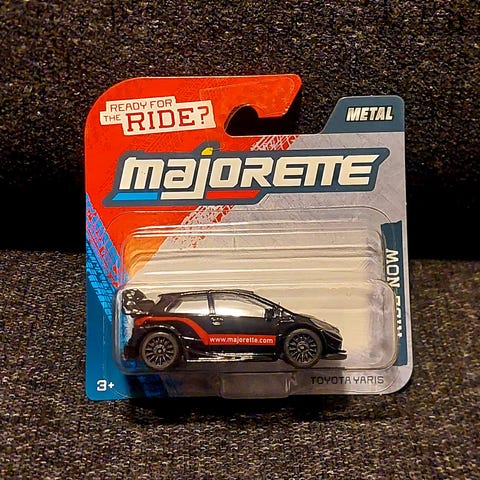 READY FOR
THE RIDE?
METAL
majorette
www.majorette.com
3+
TOYOTA YARIS